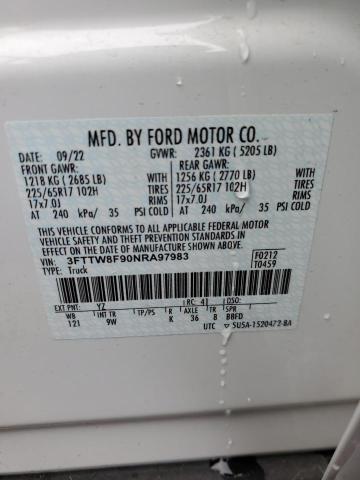 MFD. BY FORD MOTOR CO.
09/22 GVWR: 2361 KG ( 5205 LB)
FRONT GAWR: REAR GAWR:
1218 KG ( 2685 LB) WITH 1256 KG ( 2770 LB) WITH
225/65R17 102H TIRES 225/65R17 102H TIRES
17x7.0J RIMS 17x7.0J RIMS
AT 240 kPa/ 35 PSI COLD AT 240 kPa/ 35 PSI COLD
THIS VEHICLE CONFORMS TO ALL APPLICABLE FEDERAL MOTOR
VEHICLE SAFETY AND THEFT PREVENTION STANDARDS IN
EFFECT ON THE DATE OF MANUFACTURE SHOWN ABOVE.
VIN: 3FTTW8F90NRA97983 F0212
TYPE: Truck T0459
EXT PNT: YZ RC: 41 DSO:
WB INT TR TP/PS R AXLE TR SPR
121 9W K 36 8 BBFD
UTC ▽ 5U5A-1520472-BA